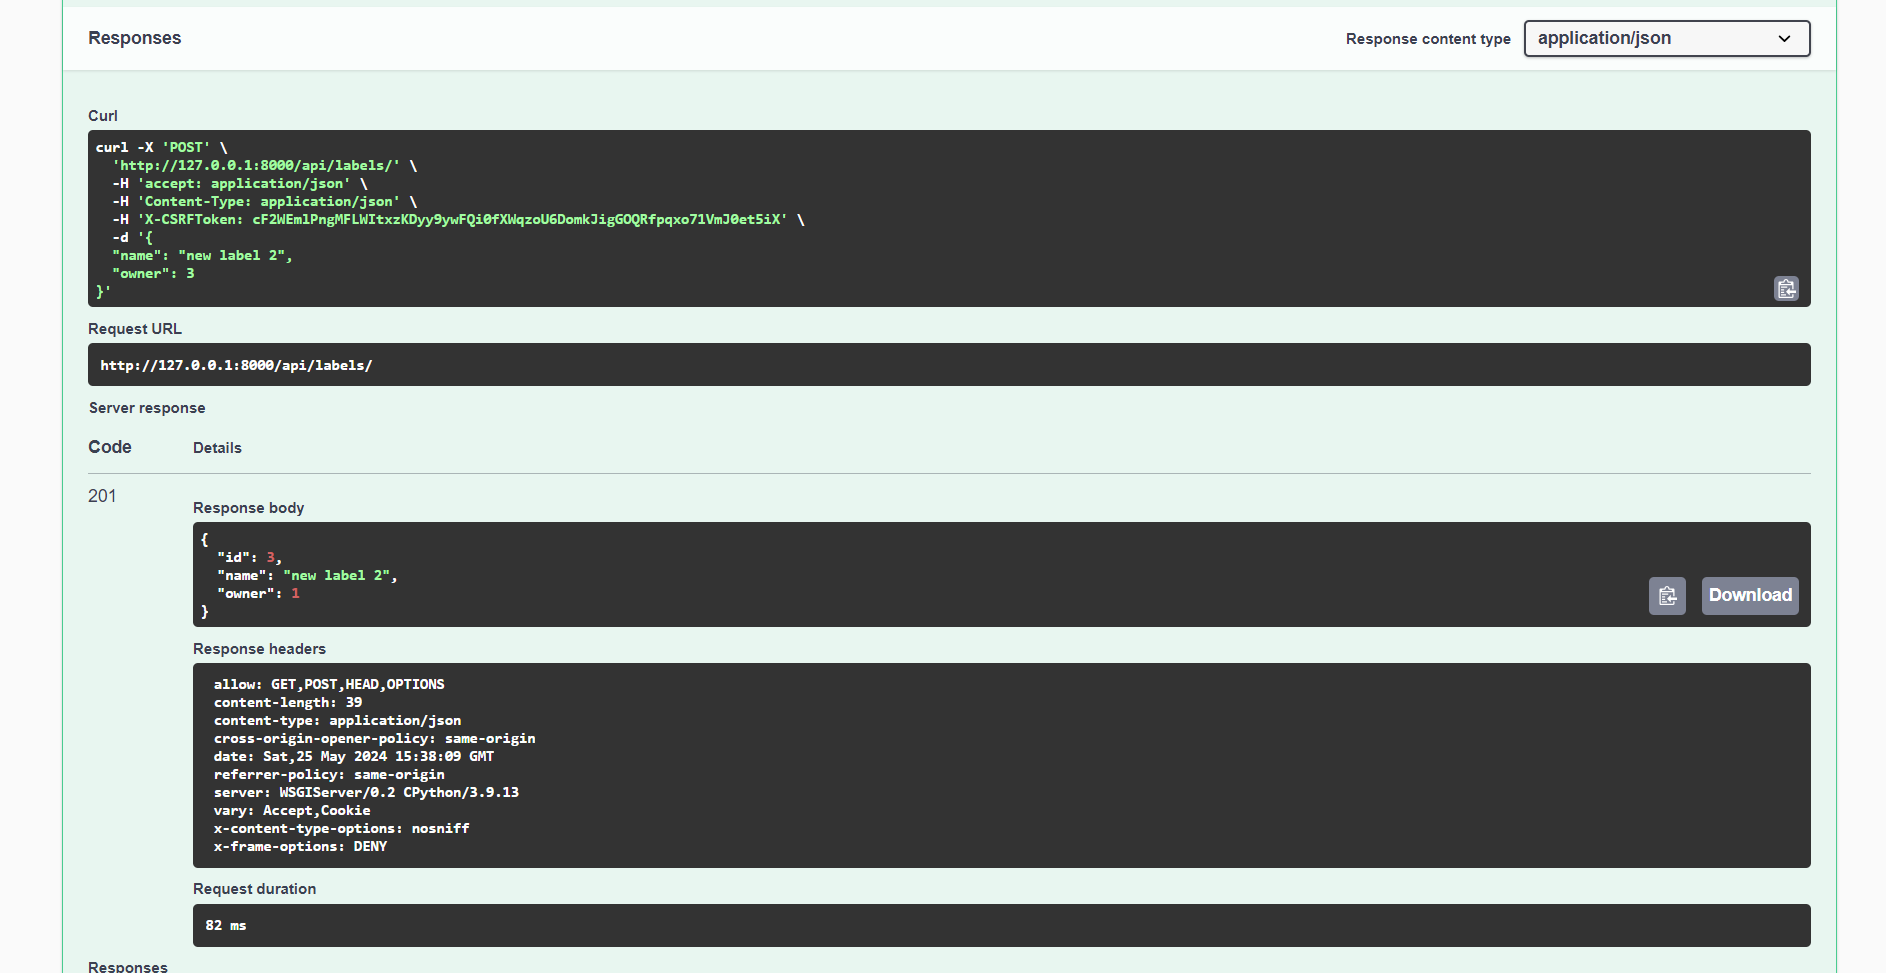 Responses
Response content type
application/json
Curl
curl -X 'POST' \
'http://127.0.0.1:8000/api/labels/' \
-H 'accept: application/json' \
-H 'Content-Type: application/json' \
-H 'X-CSRFToken: cF2WEmlPngMFLWItxzKDyy9ywFQi0fXWqzoU6DomkJigGOQRfpqxo71VmJ0et5iX' \
-d '{
"name": "new label 2",
"owner": 3
}'
Request URL
http://127.0.0.1:8000/api/labels/
Server response
Code Details
201
Response body
{
"id": 3,
"name": "new label 2",
"owner": 1
}
Download
Response headers
allow: GET,POST,HEAD,OPTIONS
content-length: 39
content-type: application/json
cross-origin-opener-policy: same-origin
date: Sat,25 May 2024 15:38:09 GMT
referrer-policy: same-origin
server: WSGIServer/0.2 CPython/3.9.13
vary: Accept,Cookie
x-content-type-options: nosniff
x-frame-options: DENY
Request duration
82 ms
Responses